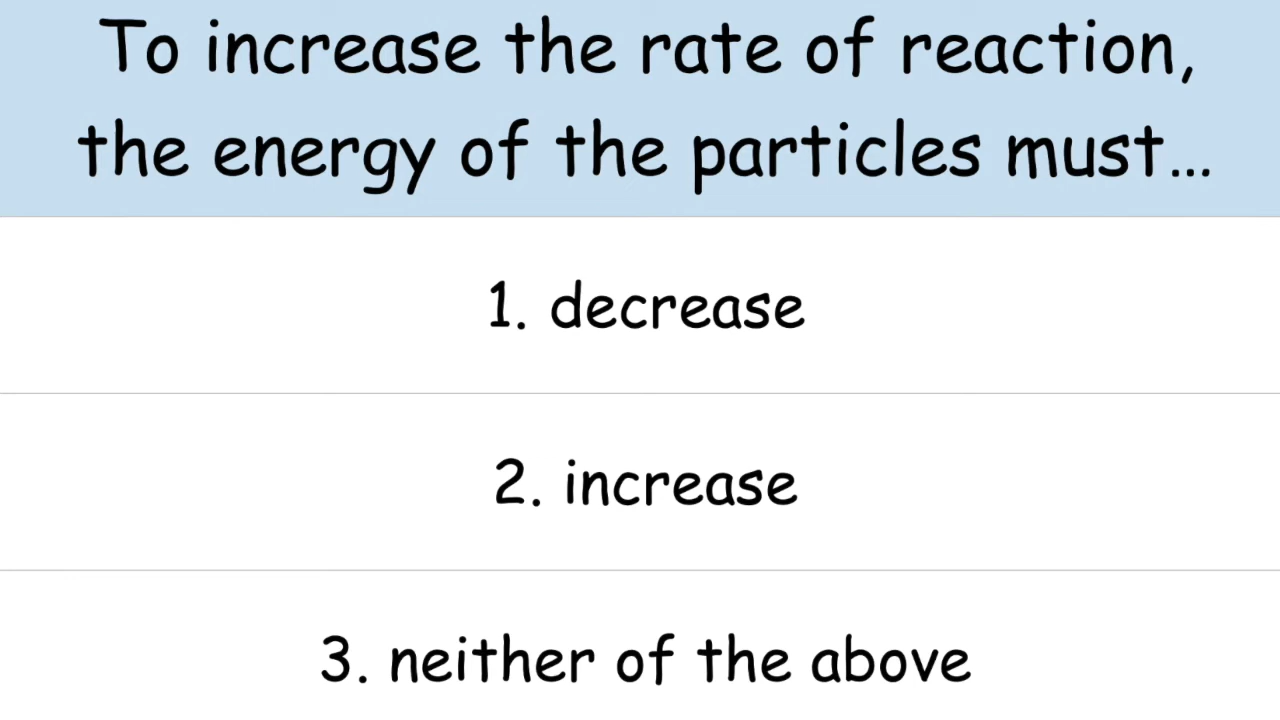 To increase the rate of reaction,
the energy of the particles must...
1. decrease
2. increase
3. neither of the above